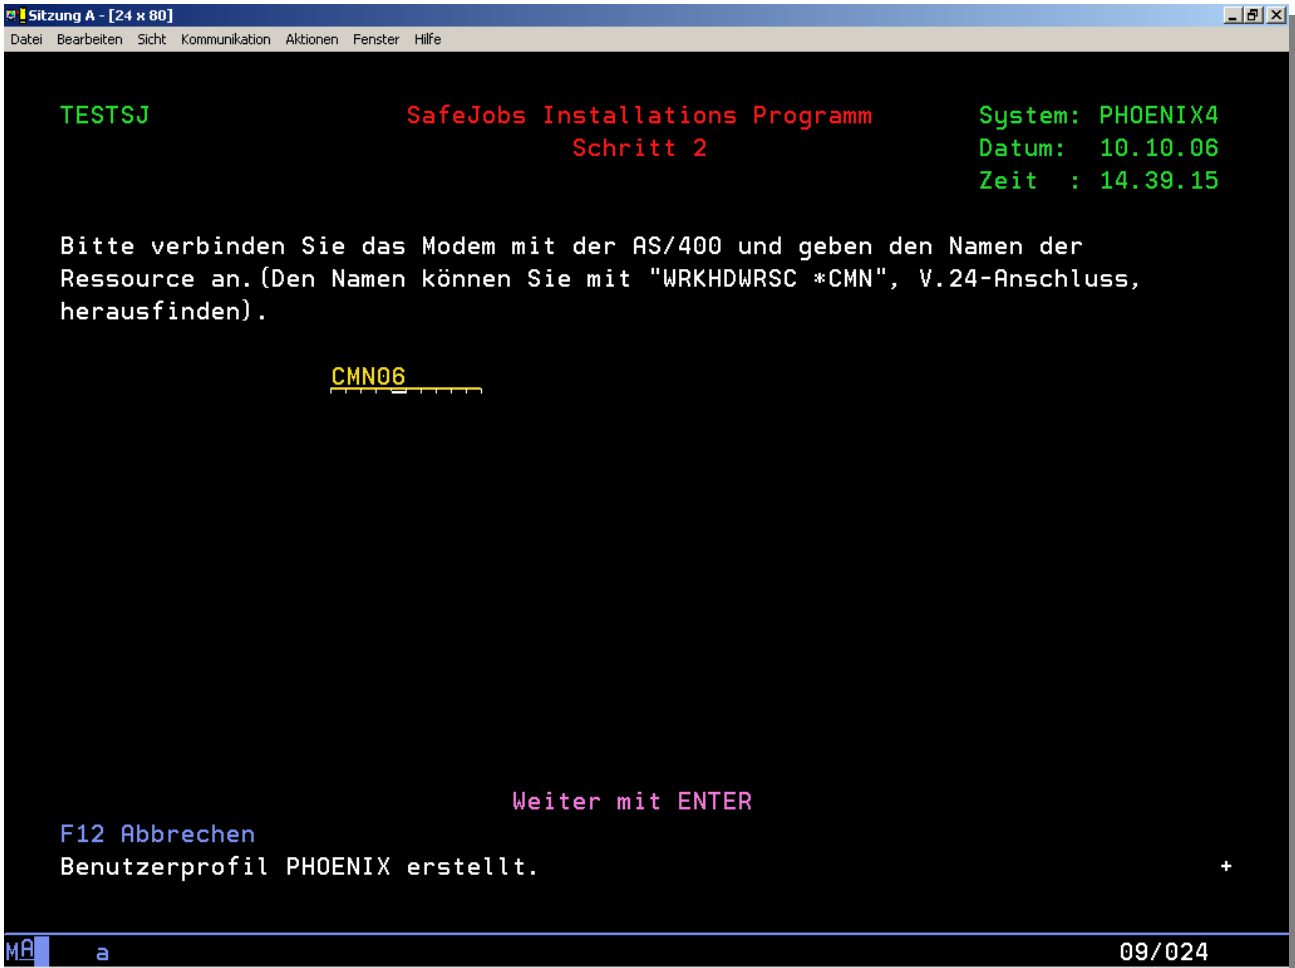 Sitzung A - [24 x 80]
Datei Bearbeiten Sicht Kommunikation Aktionen Fenster Hilfe
TESTSJ SafeJobs Installations Programm System: PHOENIX4
Schritt 2 Datum: 10.10.06
Zeit : 14.39.15
Bitte verbinden Sie das Modem mit der AS/400 und geben den Namen der
Ressource an.(Den Namen können Sie mit "WRKHDWRSC *CMN", V.24-Anschluss,
herausfinden).
CMN06
Weiter mit ENTER
F12 Abbrechen
Benutzerprofil PHOENIX erstellt. +
MA a 09/024